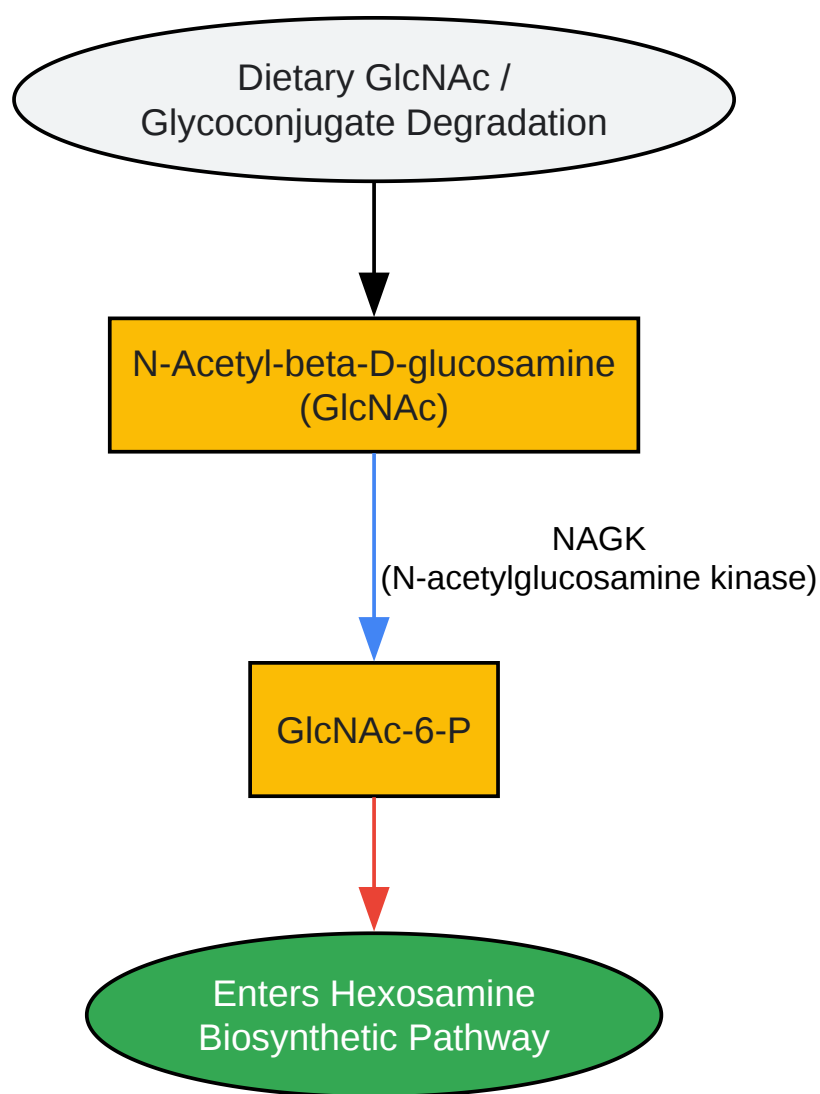 Dietary GlcNAc /
Glycoconjugate Degradation
N-Acetyl-beta-D-glucosamine
(GlcNAc)
NAGK
(N-acetylglucosamine kinase)
GlcNAc-6-P
Enters Hexosamine
Biosynthetic Pathway